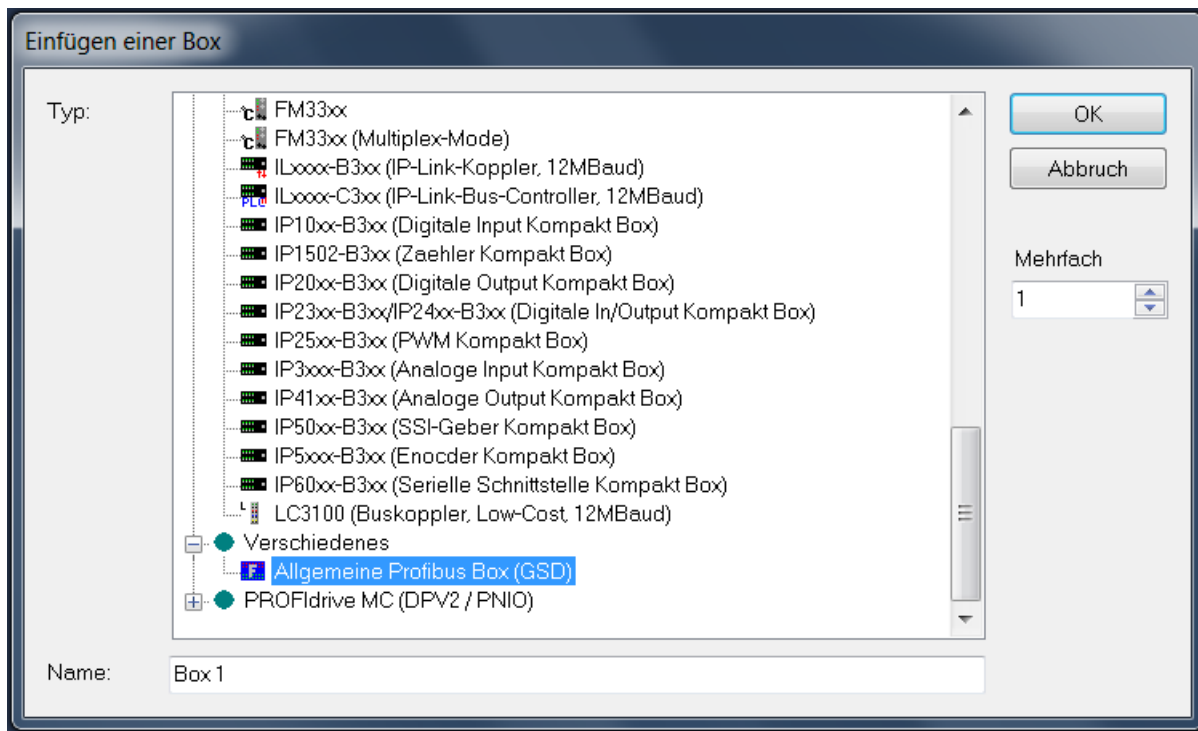 Einfügen einer Box
Typ:
FM33xx
FM33xx (Multiplex-Mode)
ILxxxx-B3xx (IP-Link-Koppler, 12MBaud)
ILxxxx-C3xx (IP-Link-Bus-Controller, 12MBaud)
IP10xx-B3xx (Digitale Input Kompakt Box)
IP1502-B3xx (Zaehler Kompakt Box)
IP20xx-B3xx (Digitale Output Kompakt Box)
IP23xx-B3xx/IP24xx-B3xx (Digitale In/Output Kompakt Box)
IP25xx-B3xx (PWM Kompakt Box)
IP3xxx-B3xx (Analoge Input Kompakt Box)
IP41xx-B3xx (Analoge Output Kompakt Box)
IP50xx-B3xx (SSI-Geber Kompakt Box)
IP5xxx-B3xx (Enocder Kompakt Box)
IP60xx-B3xx (Serielle Schnittstelle Kompakt Box)
LC3100 (Buskoppler, Low-Cost, 12MBaud)
Verschiedenes
Allgemeine Profibus Box (GSD)
PROFIdrive MC (DPV2 / PNIO)
OK
Abbruch
Mehrfach
1
Name:
Box 1